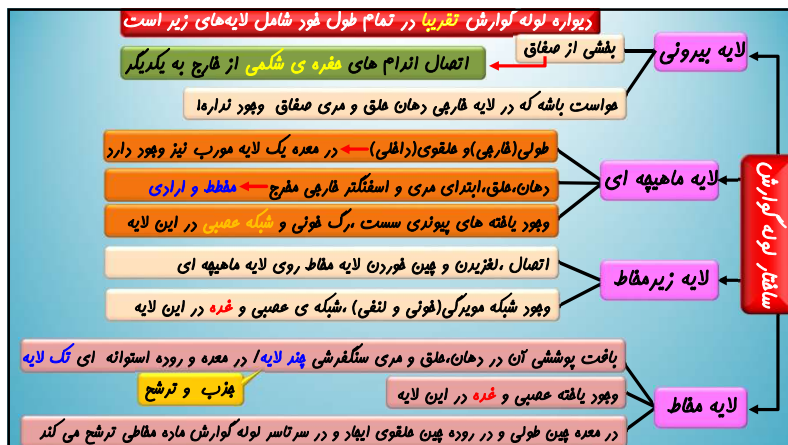 دیواره لوله گوارش تقریبا در تمام طول خود شامل لایه‌های زیر است
ساختار لوله گوارش
لایه بیرونی
بخشی از صفاق
اتصال اندام های حفره ی شکمی از خارج به یکدیگر
حواست باشه که در لایه خارجی دهان حلق و مری صفاق وجود نداره!
لایه ماهیچه ای
طولی(خارجی)و حلقوی(داخلی)
در معده یک لایه مورب نیز وجود دارد
دهان،حلق،ابتدای مری و اسفنگتر خارجی مخرج
مخطط و ارادی
وجود یافته های پیوندی سست ،رگ خونی و شبکه عصبی در این لایه
لایه زیرمخاط
اتصال ،لغزیدن و چین خوردن لایه مخاط روی لایه ماهیچه ای
وجود شبکه مویرگی(خونی و لنفی) ،شبکه ی عصبی و غده در این لایه
لایه مخاط
بافت پوششی آن در دهان،حلق و مری سنگفرشی چند لایه/ در معده و روده استوانه ای تک لایه
جذب و ترشح
وجود یاخته عصبی و غده در این لایه
در معده چین طولی و در روده چین حلقوی ایجاد و در سرتاسر لوله گوارش ماده مخاطی ترشح می کند